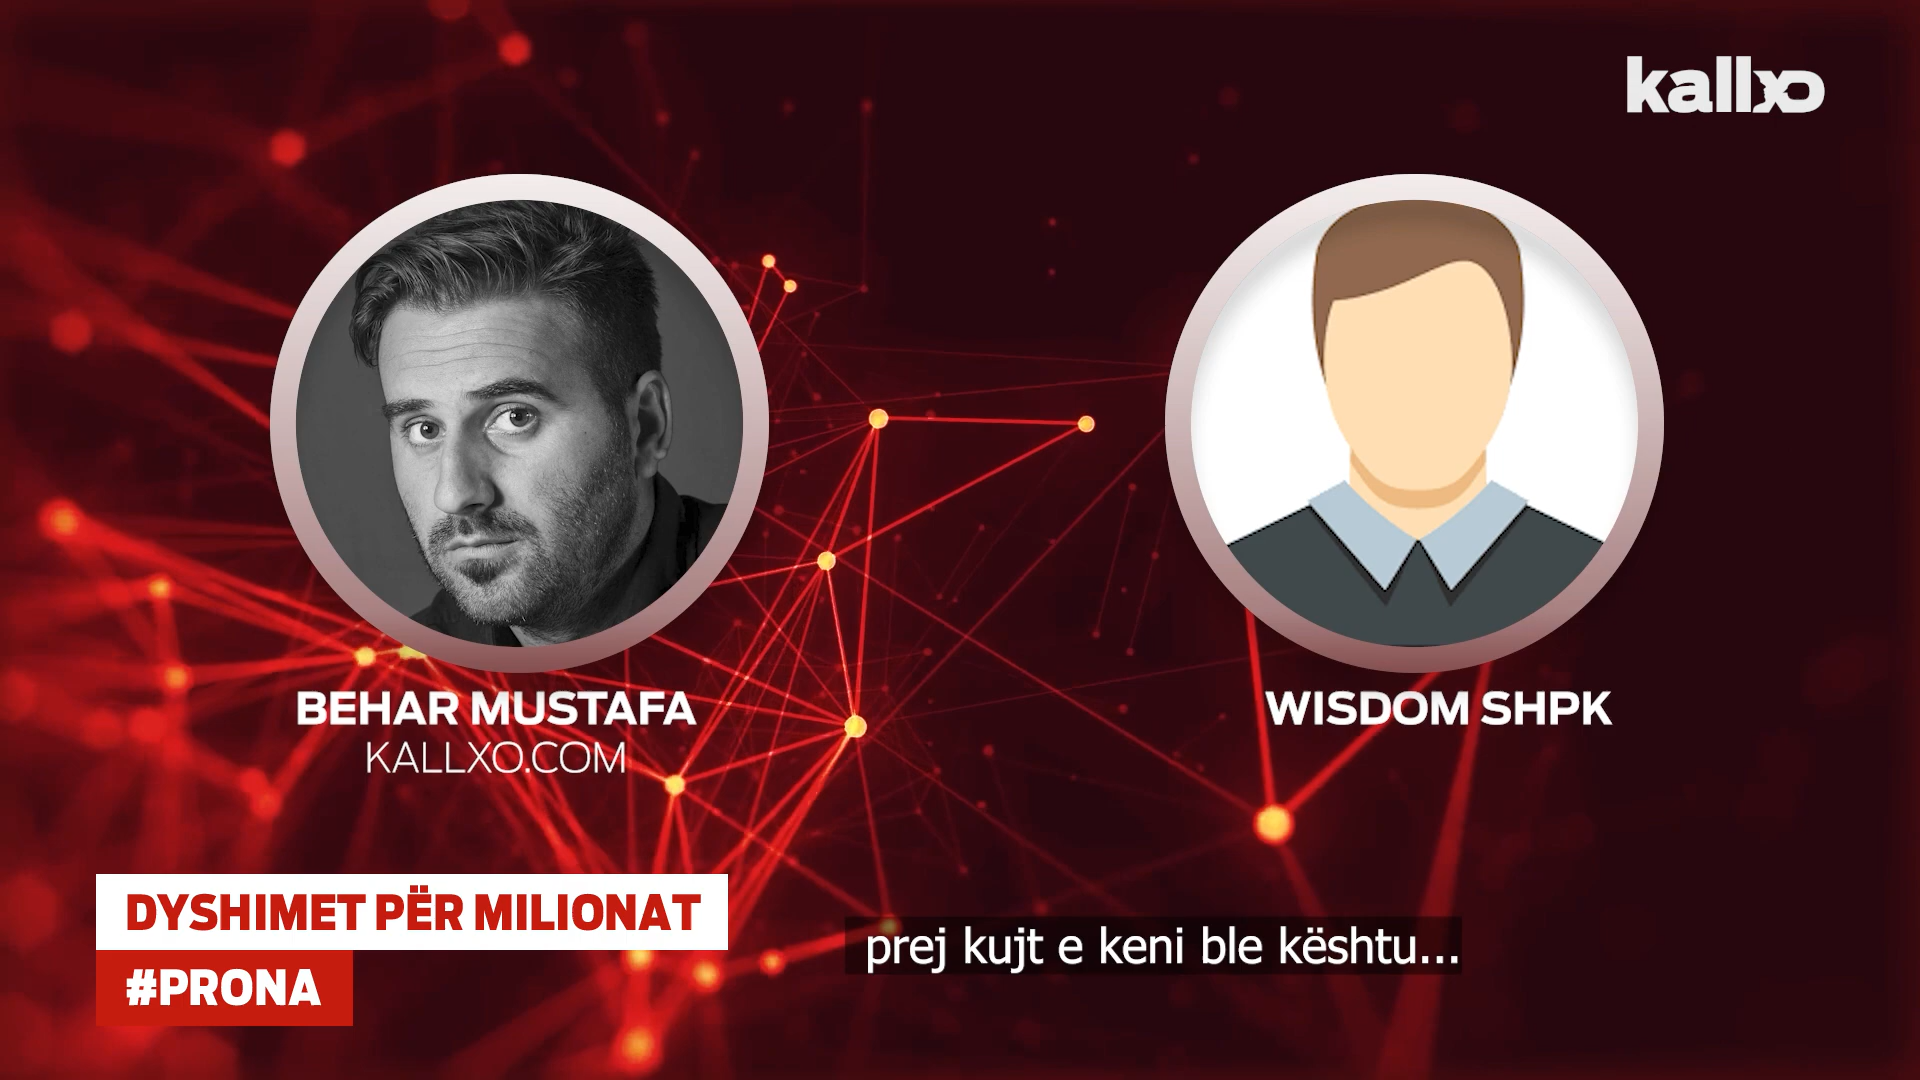 kallxo
BEHAR MUSTAFA
KALLXO.COM
WISDOM SHPK
DYSHIMET PËR MILIONAT
#PRONA
prej kujt e keni ble kështu...